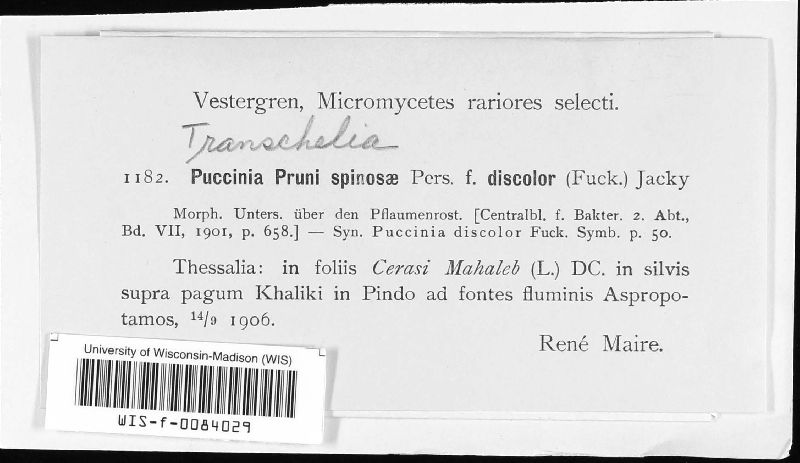 Vestergren, Micromycetes rariores selecti.
Transchelia
1182. Puccinia Pruni spinosæ Pers. f. discolor (Fuck.) Jacky
Morph. Unters. über den Pflaumenrost. [Centralbl. f. Bakter. 2. Abt.,
Bd. VII, 1901, p. 658.] — Syn. Puccinia discolor Fuck. Symb. p. 50.
Thessalia: in foliis Cerasi Mahaleb (L.) DC. in silvis
supra pagum Khaliki in Pindo ad fontes fluminis Aspropo-
tamos, 14/9 1906.
René Maire.
University of Wisconsin-Madison (WIS)
WIS-f-0084029